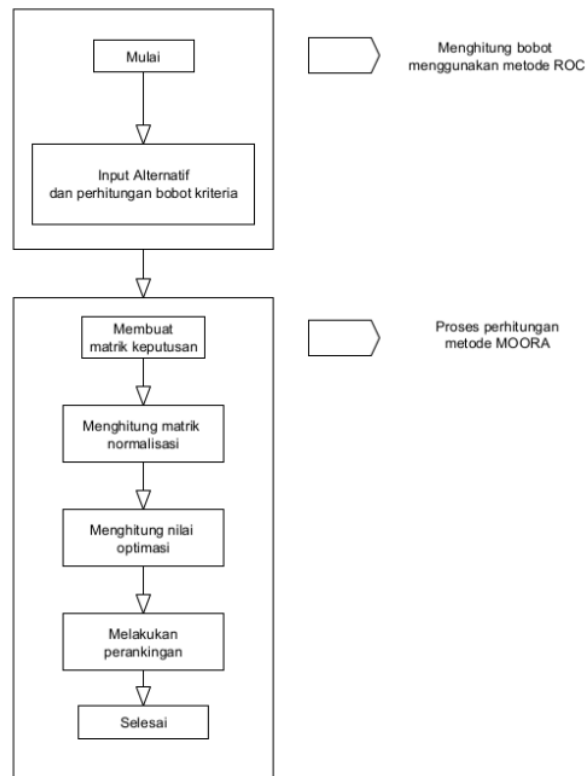 Mulai
Menghitung bobot
menggunakan metode ROC
Input Alternatif
dan perhitungan bobot kriteria
Membuat
matrik keputusan
Proses perhitungan
metode MOORA
Menghitung matrik
normalisasi
Menghitung nilai
optimasi
Melakukan
perankingan
Selesai